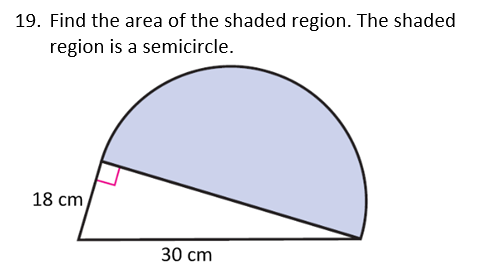 19. Find the area of the shaded region. The shaded
region is a semicircle.
18 cm
30 cm